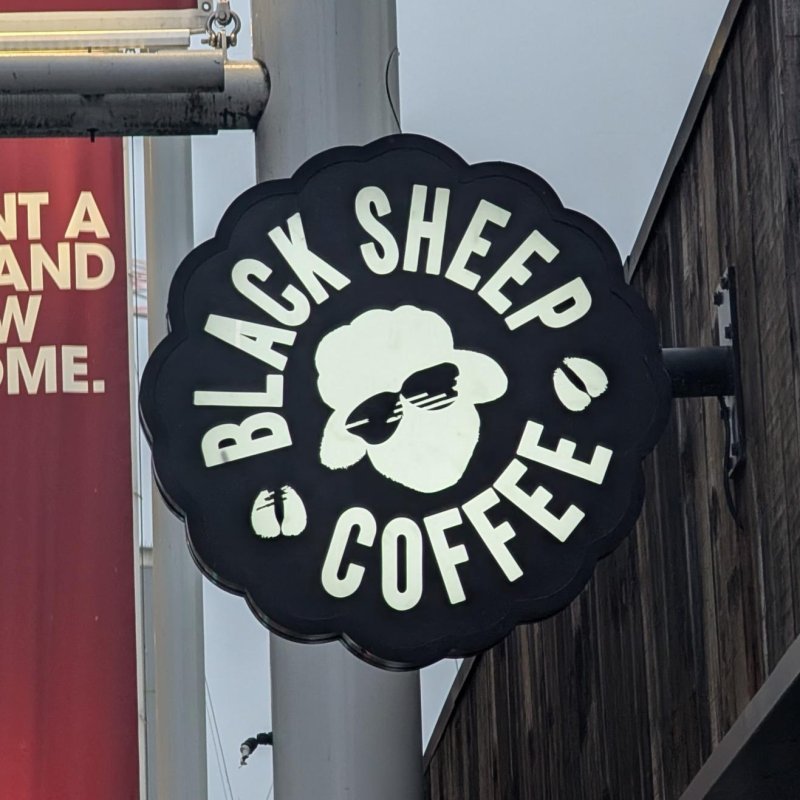 NT A
AND
W
OME.
BLACK SHEEP
COFFEE